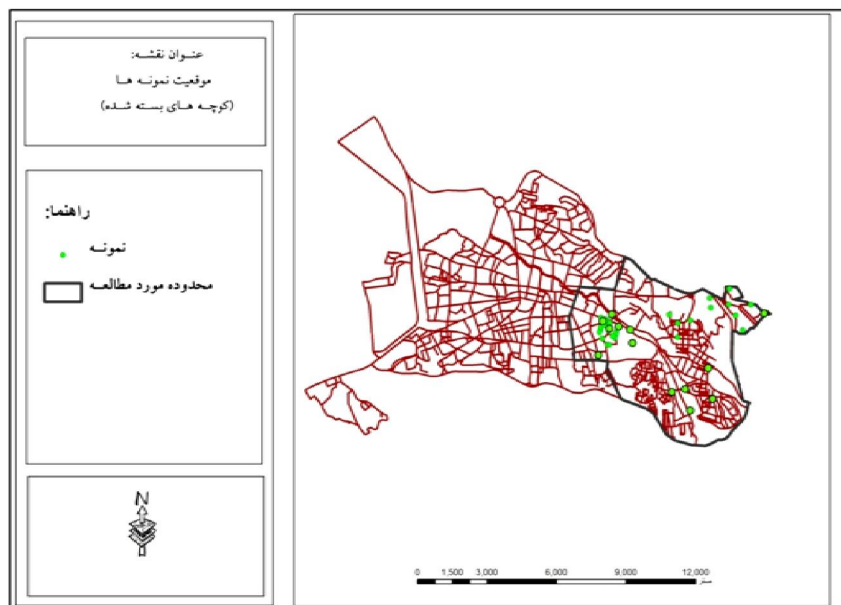 عنوان نقشه:
موقعیت نمونه ها
(کوچه های بسته شده)
راهنما:
نمونه
محدوده مورد مطالعه
N
0 1,500 3,000 6,000 9,000 12,000
متر